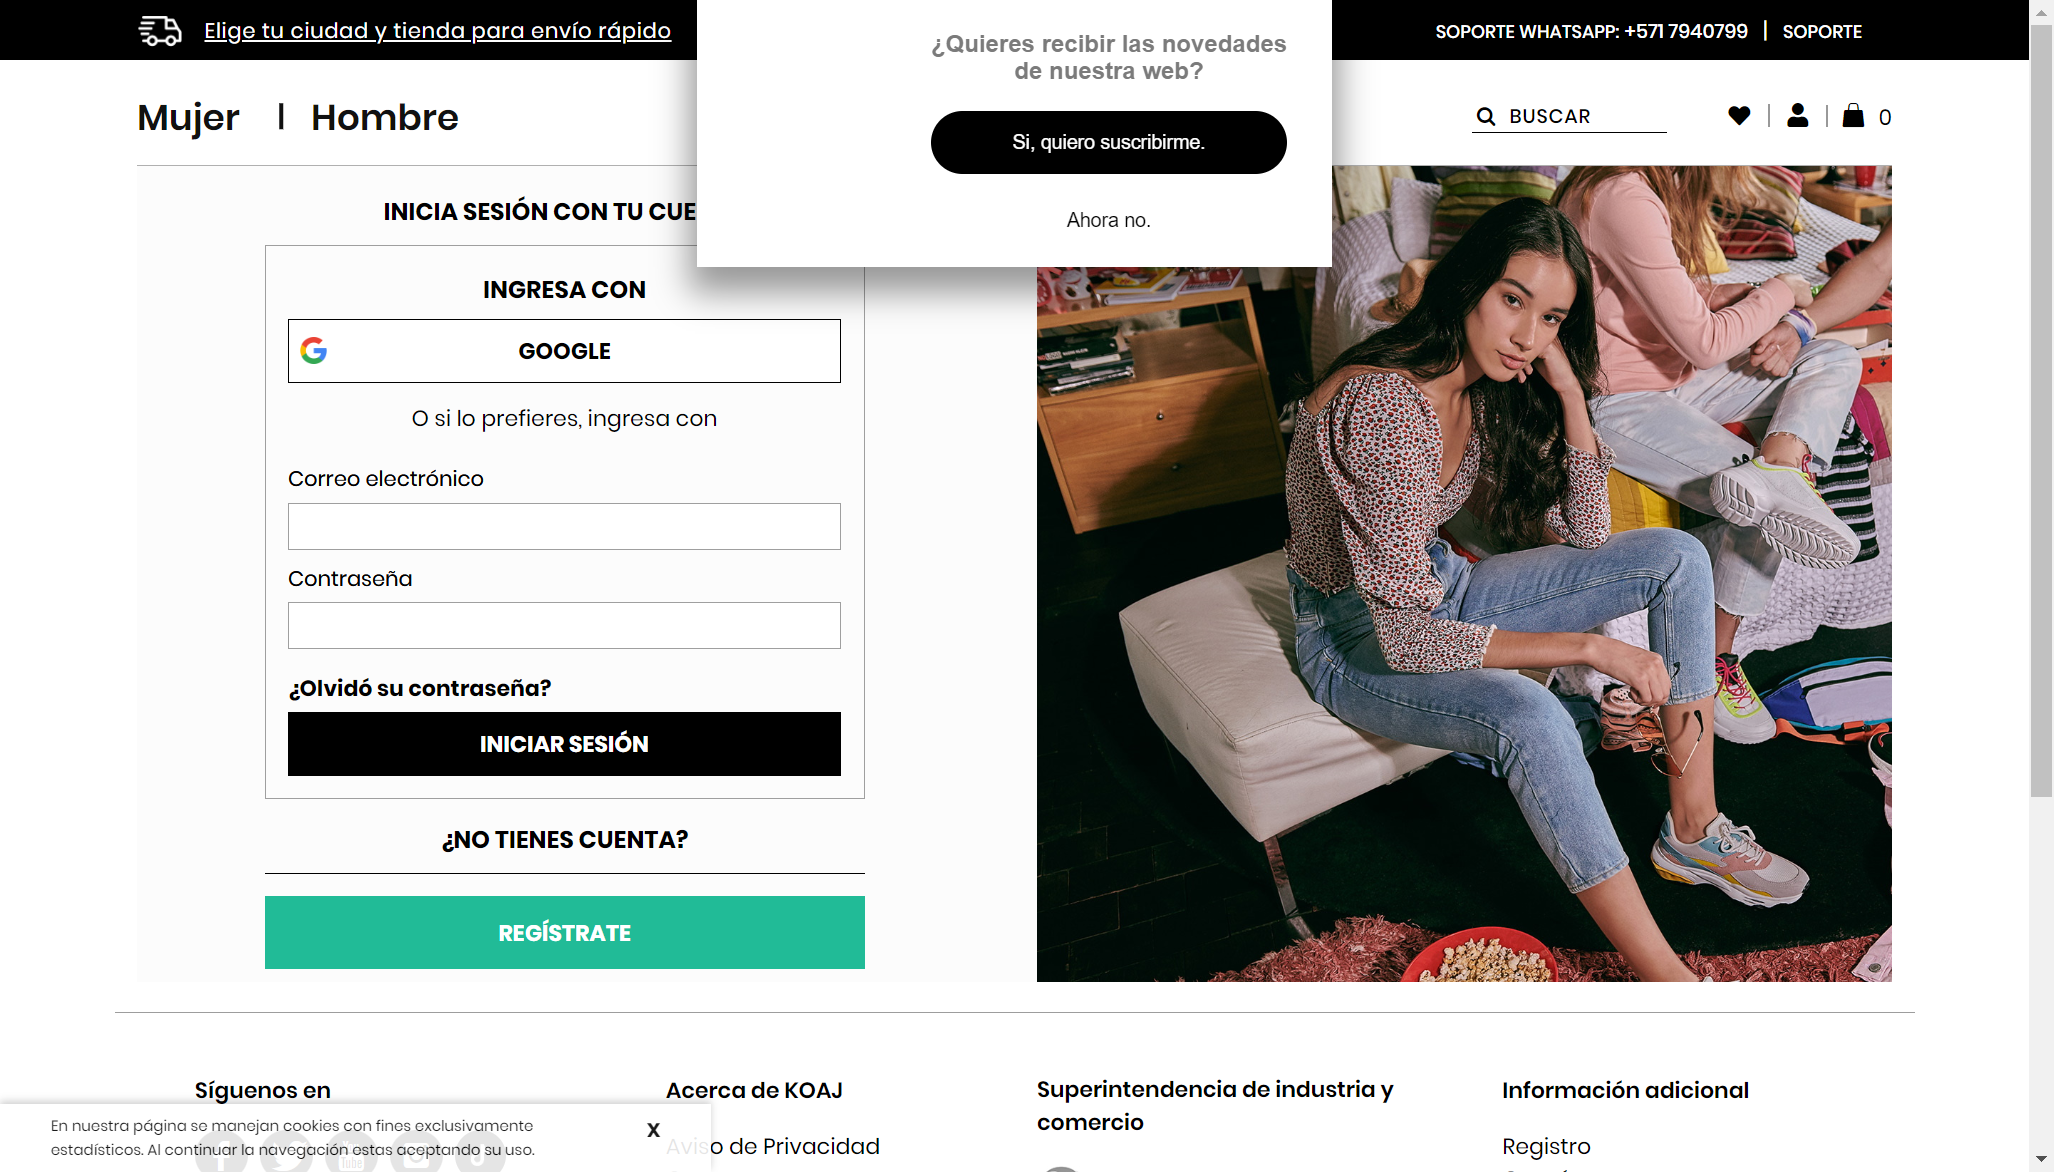 Elige tu ciudad y tienda para envío rápido
¿Quieres recibir las novedades
de nuestra web?
Si, quiero suscribirme.
Ahora no.
SOPORTE WHATSAPP: +571 7940799 | SOPORTE
Mujer | Hombre
BUSCAR
0
INICIA SESIÓN CON TU CUE
INGRESA CON
GOOGLE
O si lo prefieres, ingresa con
Correo electrónico
Contraseña
¿Olvidó su contraseña?
INICIAR SESIÓN
¿NO TIENES CUENTA?
REGÍSTRATE
Síguenos en
Acerca de KOAJ
Aviso de Privacidad
Superintendencia de industria y
comercio
Información adicional
Registro
En nuestra página se manejan cookies con fines exclusivamente
estadísticos. Al continuar la navegación estas aceptando su uso.
X